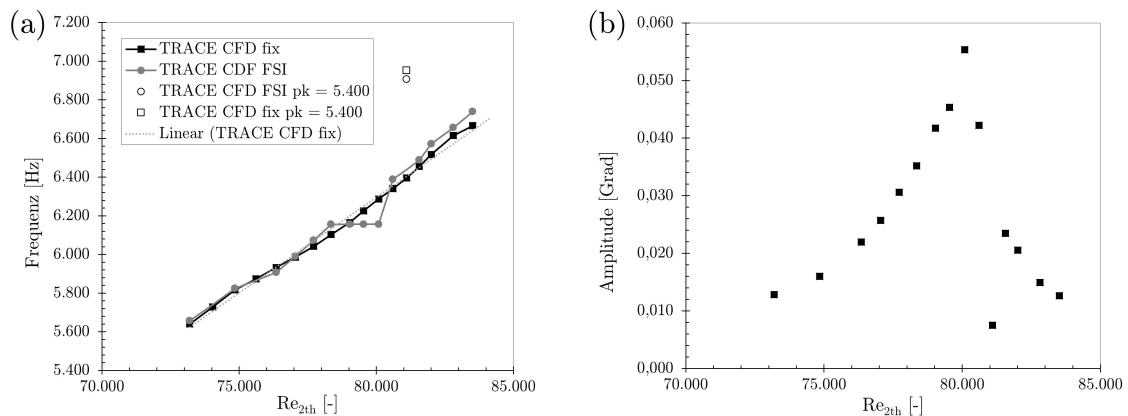 (a)
7.200
7.000
6.800
6.600
6.400
6.200
6.000
5.800
5.600
5.400
Frequenz [Hz]
TRACE CFD fix
TRACE CDF FSI
TRACE CFD FSI pk = 5.400
TRACE CFD fix pk = 5.400
Linear (TRACE CFD fix)
70.000 75.000 80.000 85.000
Re2th [-]
(b)
0,060
0,050
0,040
0,030
0,020
0,010
0,000
Amplitude [Grad]
70.000 75.000 80.000 85.000
Re2th [-]